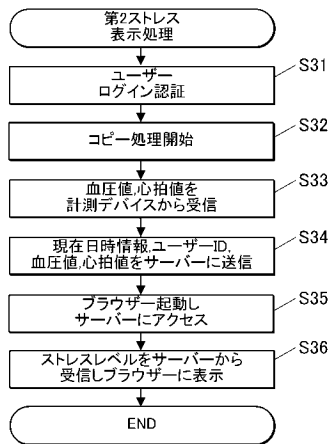 第2ストレス
表示処理
S31
ユーザー
ログイン認証
S32
コピー処理開始
S33
血圧値,心拍値を
計測デバイスから受信
S34
現在日時情報,ユーザーID,
血圧値,心拍値をサーバーに送信
S35
ブラウザー起動し
サーバーにアクセス
S36
ストレスレベルをサーバーから
受信しブラウザーに表示
END